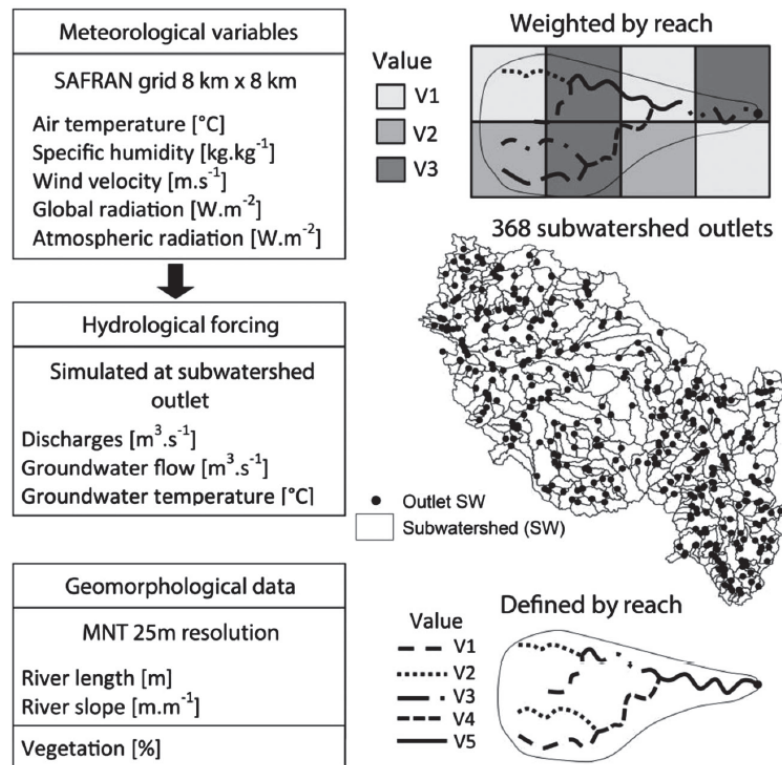 Meteorological variables
SAFRAN grid 8 km x 8 km
Air temperature [°C]
Specific humidity [kg.kg⁻¹]
Wind velocity [m.s⁻¹]
Global radiation [W.m⁻²]
Atmospheric radiation [W.m⁻²]
Hydrological forcing
Simulated at subwatershed
outlet
Discharges [m³.s⁻¹]
Groundwater flow [m³.s⁻¹]
Groundwater temperature [°C]
Geomorphological data
MNT 25m resolution
River length [m]
River slope [m.m⁻¹]
Vegetation [%]
Weighted by reach
Value
V1
V2
V3
368 subwatershed outlets
Outlet SW
Subwatershed (SW)
Defined by reach
Value
V1
V2
V3
V4
V5